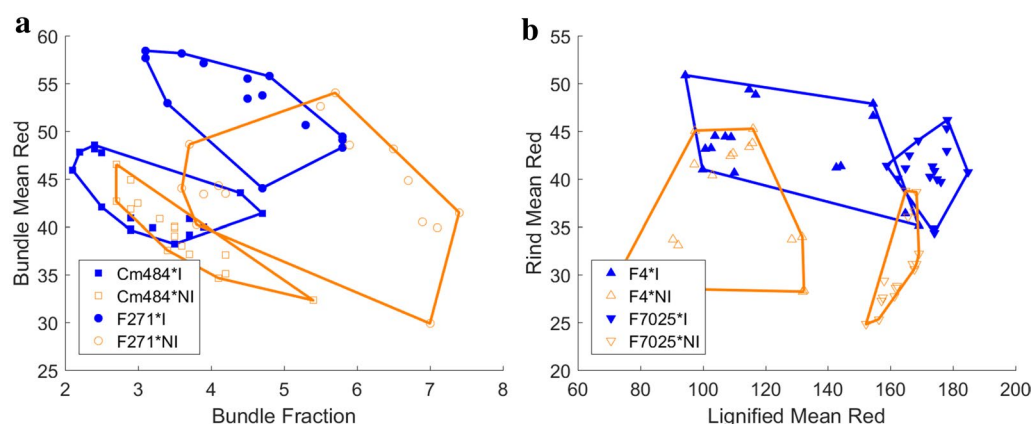 a
60
55
50
45
40
35
30
25
Bundle Mean Red
Cm484*I
Cm484*NI
F271*I
F271*NI
2 3 4 5 6 7 8
Bundle Fraction
b
55
50
45
40
35
30
25
20
Rind Mean Red
F4*I
F4*NI
F7025*I
F7025*NI
60 80 100 120 140 160 180 200
Lignified Mean Red